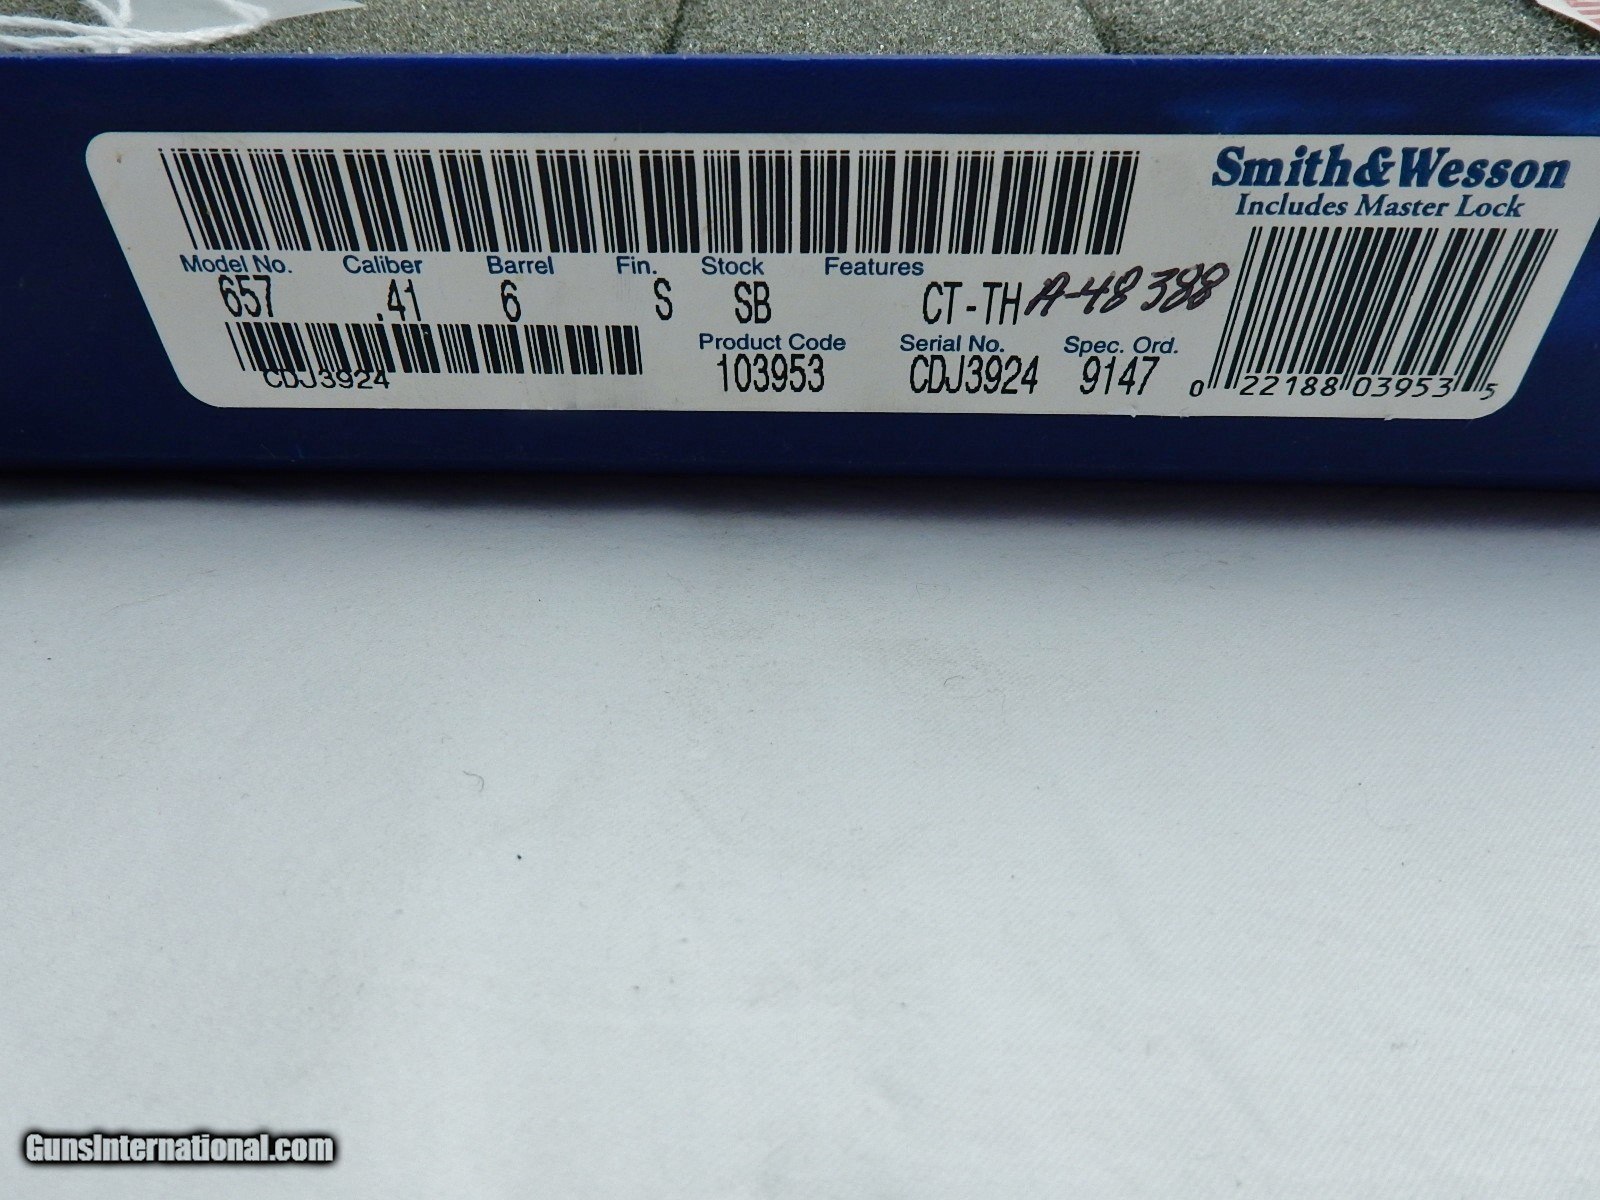 Smith&Wesson
Includes Master Lock
Model No. Caliber Barrel Fin. Stock Features
657 .41 6 S SB CT-TH A-48388
Product Code Serial No. Spec. Ord.
CDJ3924 103953 CDJ3924 9147
0 22188 03953 5
GunsInternational.com